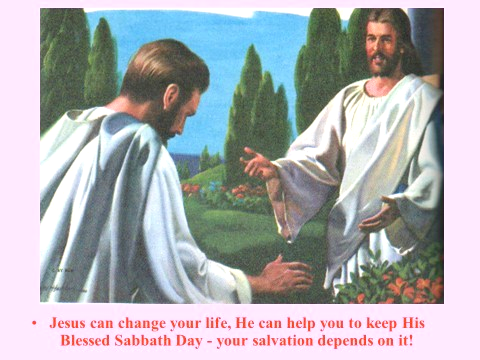 • Jesus can change your life, He can help you to keep His
Blessed Sabbath Day - your salvation depends on it!